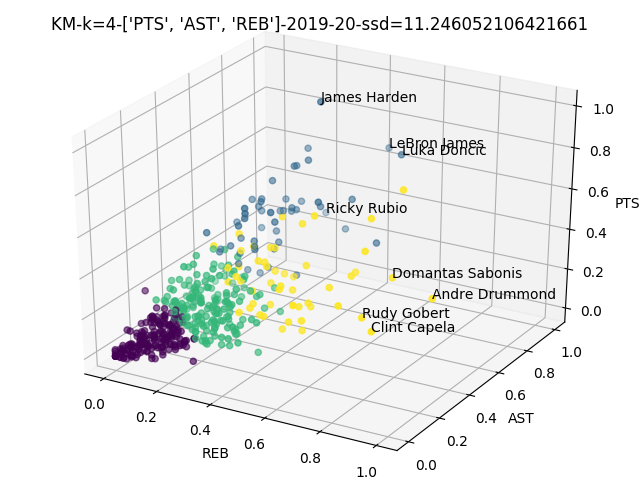 KM-k=4-['PTS', 'AST', 'REB']-2019-20-ssd=11.246052106421661
James Harden
LeBron James
Luka Doncic
Ricky Rubio
Domantas Sabonis
Andre Drummond
Rudy Gobert
Clint Capela
1.0
0.8
0.6
0.4
0.2
0.0
PTS
0.0
0.2
0.4
0.6
0.8
1.0
REB
0.0
0.2
0.4
0.6
0.8
1.0
AST